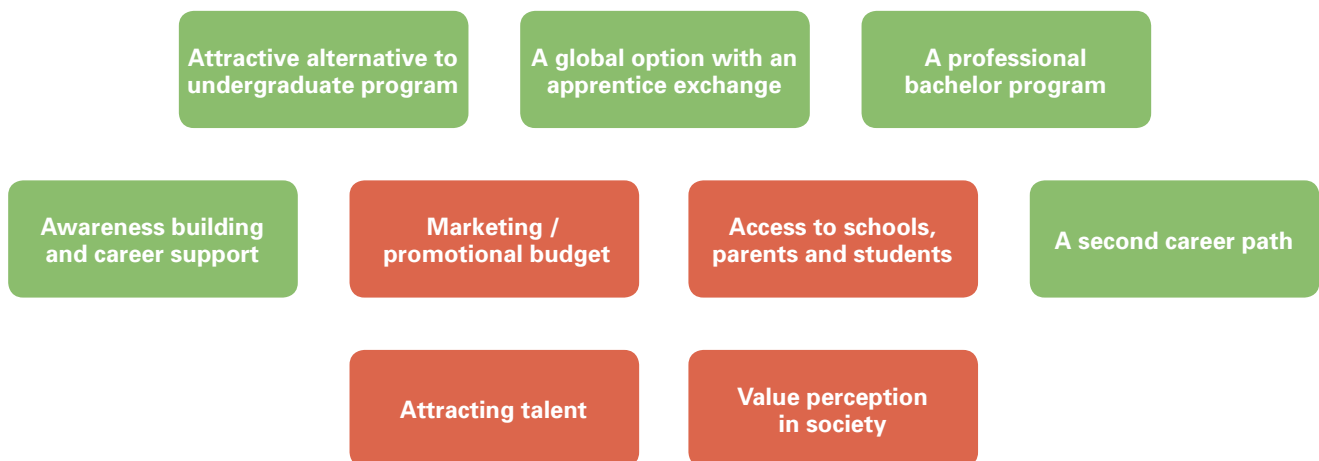 Attractive alternative to
undergraduate program
A global option with an
apprentice exchange
A professional
bachelor program
Awareness building
and career support
Marketing /
promotional budget
Access to schools,
parents and students
A second career path
Attracting talent
Value perception
in society